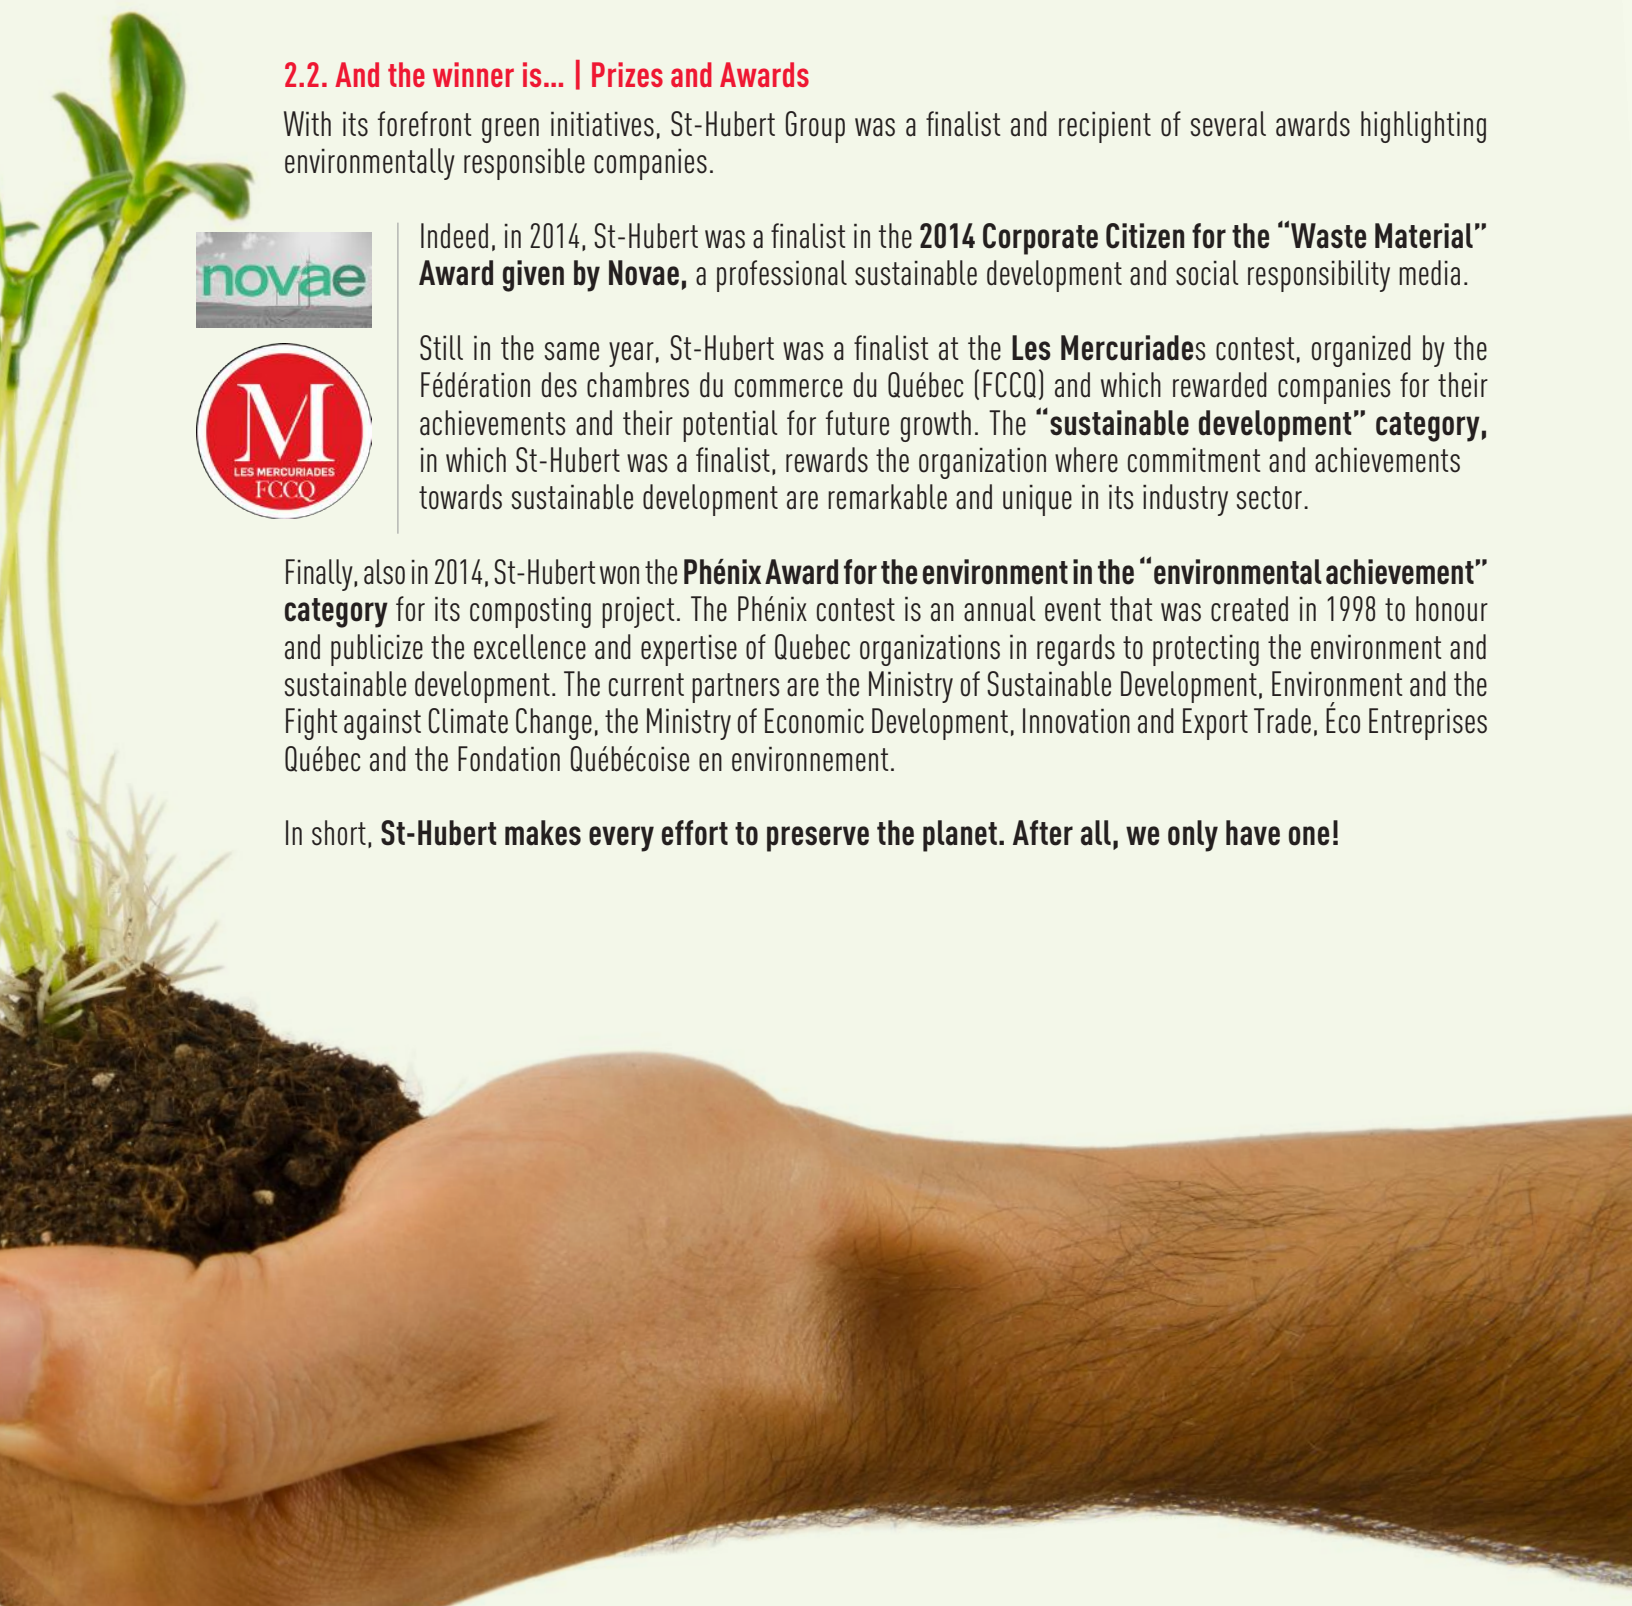 2.2. And the winner is... | Prizes and Awards
With its forefront green initiatives, St-Hubert Group was a finalist and recipient of several awards highlighting
environmentally responsible companies.
novae
Indeed, in 2014, St-Hubert was a finalist in the 2014 Corporate Citizen for the “Waste Material”
Award given by Novae, a professional sustainable development and social responsibility media.
M
LES MERCURIADES
FCCQ
Still in the same year, St-Hubert was a finalist at the Les Mercuriades contest, organized by the
Fédération des chambres du commerce du Québec (FCCQ) and which rewarded companies for their
achievements and their potential for future growth. The “sustainable development” category,
in which St-Hubert was a finalist, rewards the organization where commitment and achievements
towards sustainable development are remarkable and unique in its industry sector.
Finally, also in 2014, St-Hubert won the Phénix Award for the environment in the “environmental achievement”
category for its composting project. The Phénix contest is an annual event that was created in 1998 to honour
and publicize the excellence and expertise of Quebec organizations in regards to protecting the environment and
sustainable development. The current partners are the Ministry of Sustainable Development, Environment and the
Fight against Climate Change, the Ministry of Economic Development, Innovation and Export Trade, Éco Entreprises
Québec and the Fondation Québécoise en environnement.
In short, St-Hubert makes every effort to preserve the planet. After all, we only have one!